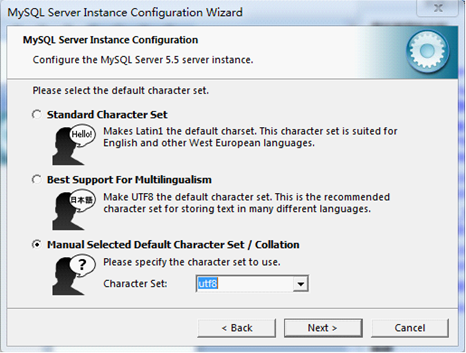 MySQL Server Instance Configuration Wizard
MySQL Server Instance Configuration
Configure the MySQL Server 5.5 server instance.
Please select the default character set.
Standard Character Set
Hello!
Makes Latin1 the default charset. This character set is suited for
English and other West European languages.
Best Support For Multilingualism
日本語
Make UTF8 the default character set. This is the recommended
character set for storing text in many different languages.
Manual Selected Default Character Set / Collation
?
Please specify the character set to use.
Character Set: utf8
< Back Next > Cancel